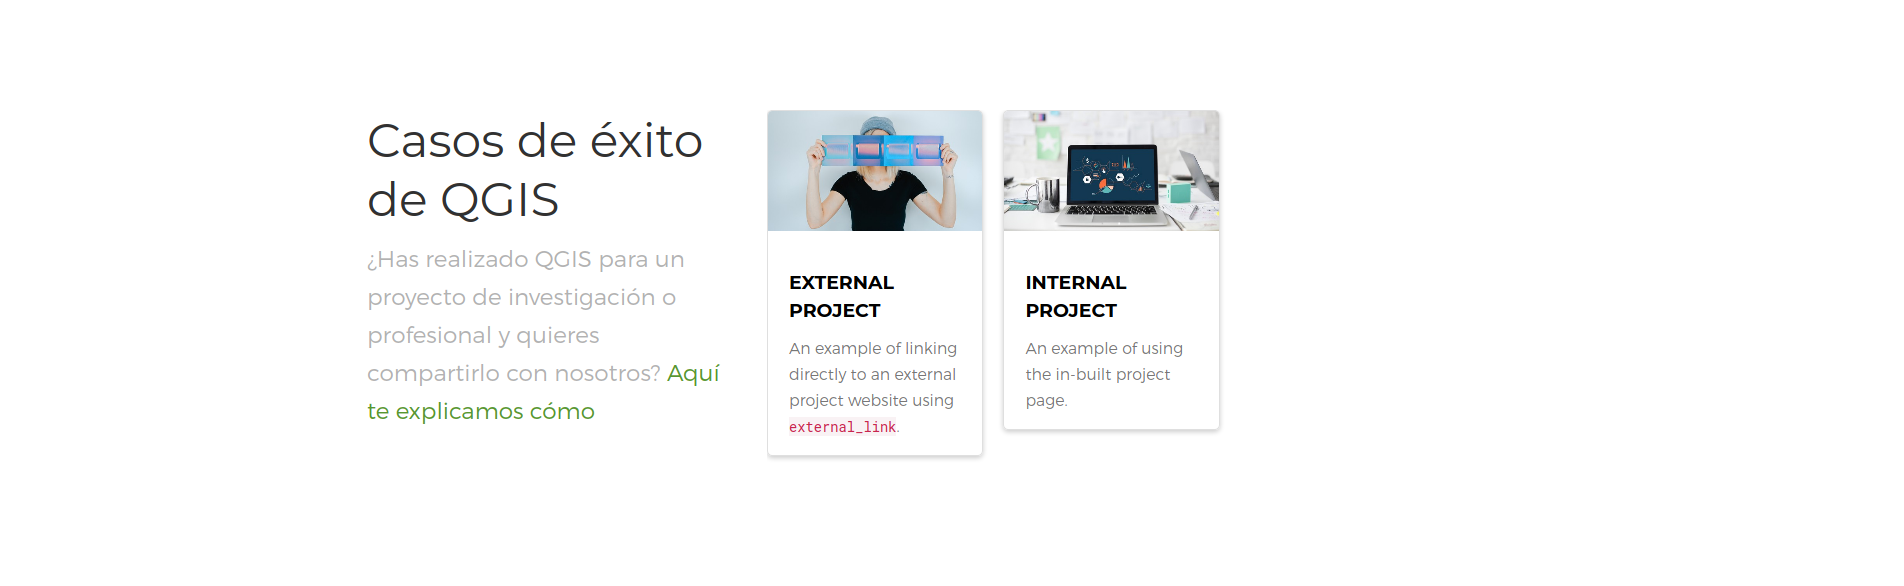 Casos de éxito
de QGIS
¿Has realizado QGIS para un
proyecto de investigación o
profesional y quieres
compartirlo con nosotros? Aquí
te explicamos cómo
EXTERNAL
PROJECT
An example of linking
directly to an external
project website using
external_link.
INTERNAL
PROJECT
An example of using
the in-built project
page.